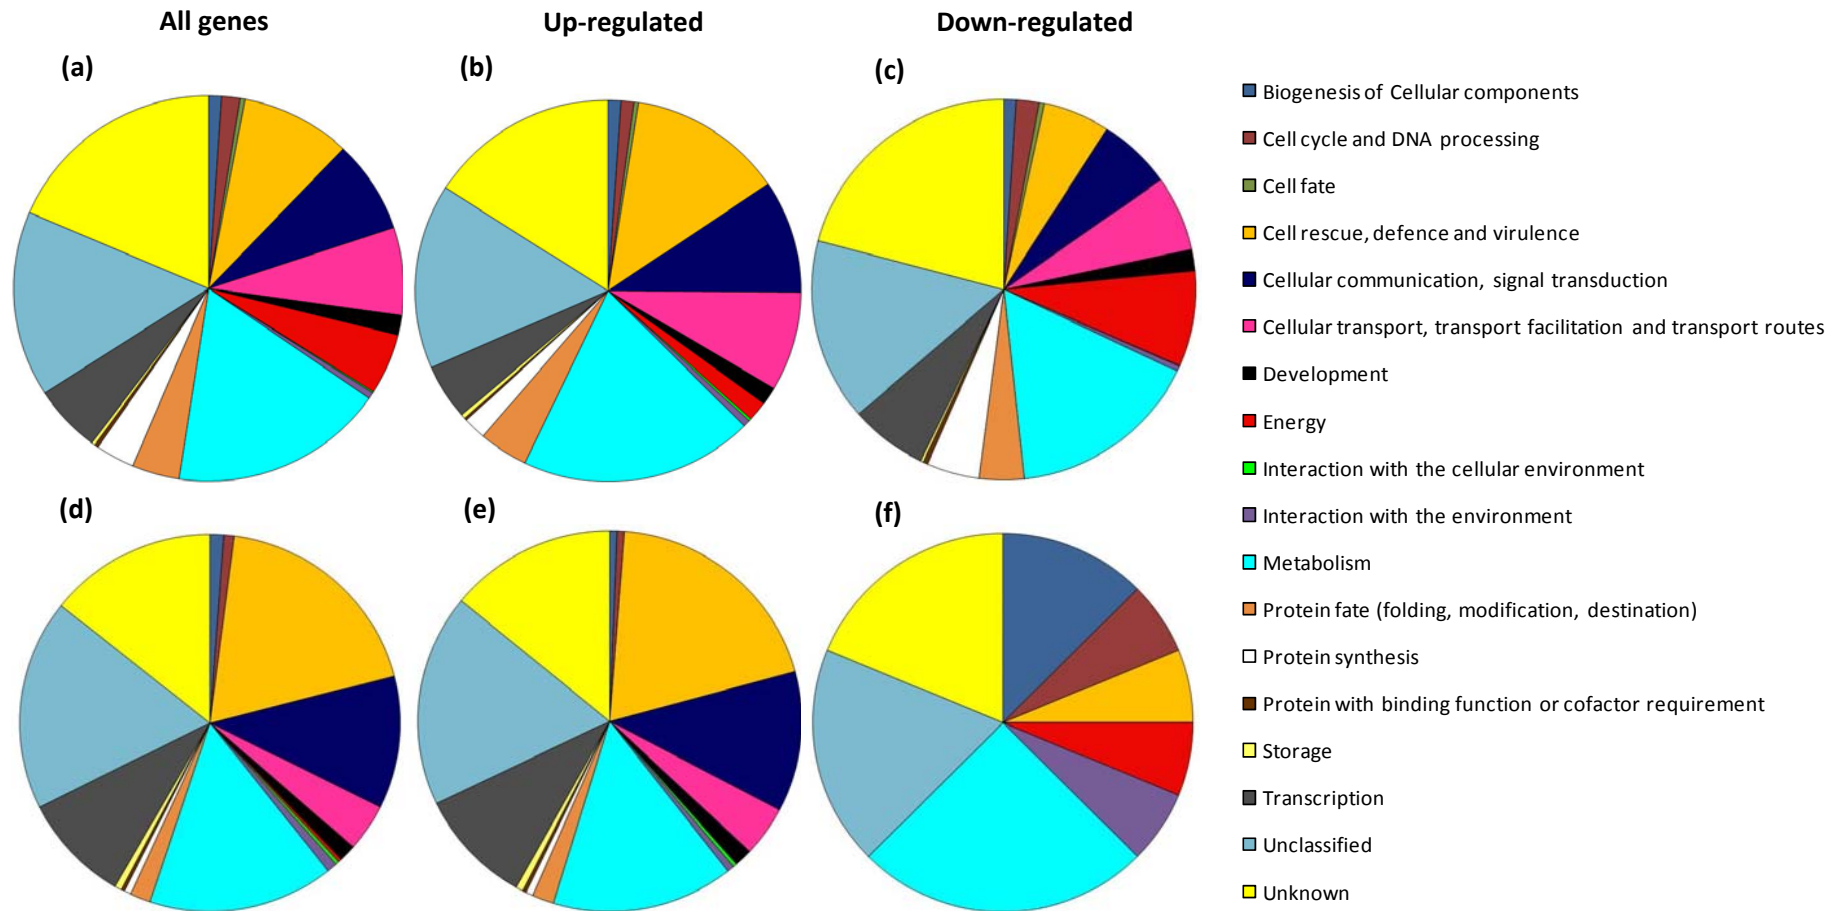 All genes
Up-regulated
Down-regulated
(a)
(b)
(c)
(d)
(e)
(f)
Biogenesis of Cellular components
Cell cycle and DNA processing
Cell fate
Cell rescue, defence and virulence
Cellular communication, signal transduction
Cellular transport, transport facilitation and transport routes
Development
Energy
Interaction with the cellular environment
Interaction with the environment
Metabolism
Protein fate (folding, modification, destination)
Protein synthesis
Protein with binding function or cofactor requirement
Storage
Transcription
Unclassified
Unknown